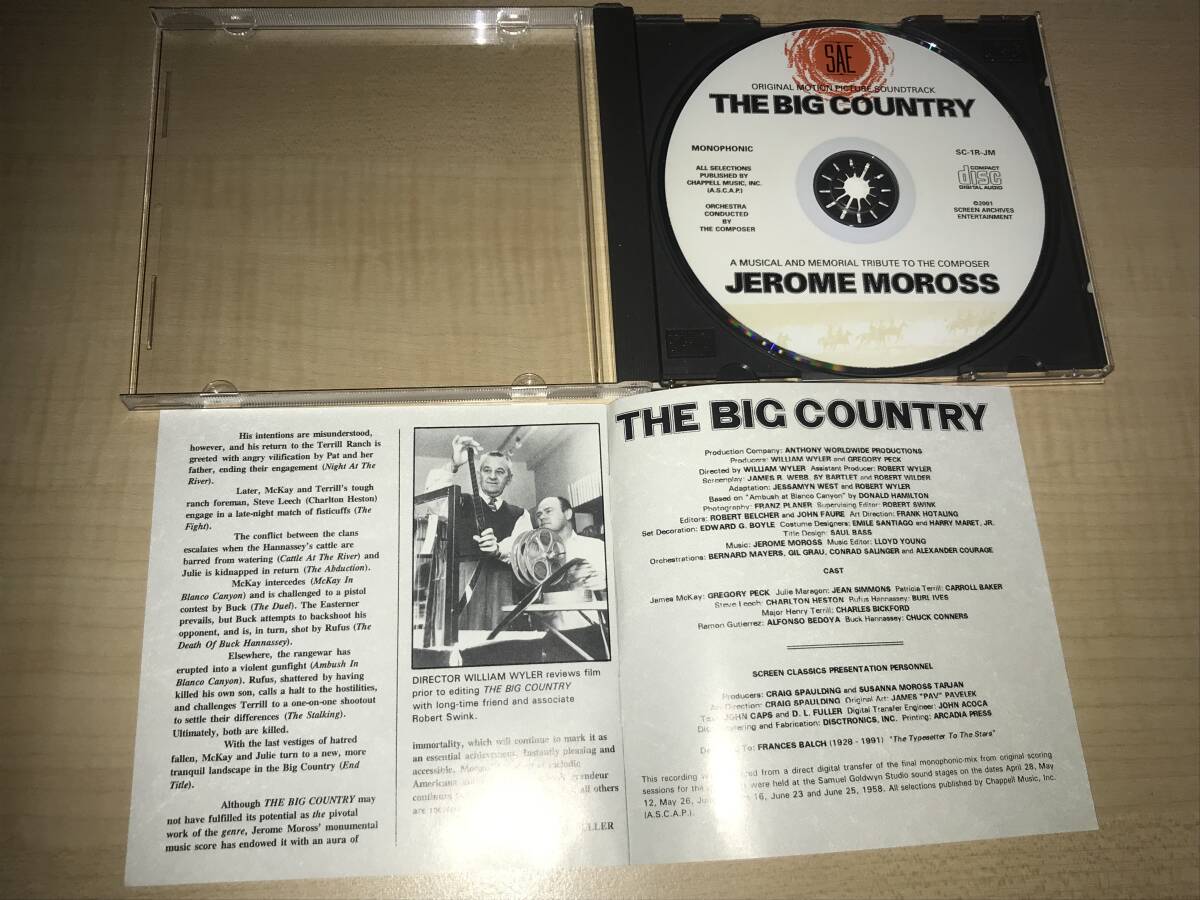 SAE
ORIGINAL MOTION PICTURE SOUNDTRACK
THE BIG COUNTRY
MONOPHONIC
SC-1R-JM
ALL SELECTIONS
PUBLISHED BY
CHAPPELL MUSIC, INC.
(A.S.C.A.P.)
ORCHESTRA
CONDUCTED
BY
THE COMPOSER
COMPACT
disc
DIGITAL AUDIO
©2001
SCREEN ARCHIVES
ENTERTAINMENT
A MUSICAL AND MEMORIAL TRIBUTE TO THE COMPOSER
JEROME MOROSS
His intentions are misunderstood,
however, and his return to the Terrill Ranch is
greeted with angry vilification by Pat and her
father, ending their engagement (Night At The
River).
Later, McKay and Terrill's tough
ranch foreman, Steve Leech (Charlton Heston)
engage in a late-night match of fisticuffs (The
Fight).
The conflict between the clans
escalates when the Hannassey's cattle are
barred from watering (Cattle At The River) and
Julie is kidnapped in return (The Abduction).
McKay intercedes (McKay In
Blanco Canyon) and is challenged to a pistol
contest by Buck (The Duel). The Easterner
prevails, but Buck attempts to backshoot his
opponent, and is, in turn, shot by Rufus (The
Death Of Buck Hannassey).
Elsewhere, the rangewar has
erupted into a violent gunfight (Ambush In
Blanco Canyon). Rufus, shattered by having
killed his own son, calls a halt to the hostilities,
and challenges Terrill to a one-on-one shootout
to settle their differences (The Stalking).
Ultimately, both are killed.
With the last vestiges of hatred
fallen, McKay and Julie turn to a new, more
tranquil landscape in the Big Country (End
Title).
Although THE BIG COUNTRY may
not have fulfilled its potential as the pivotal
work of the genre, Jerome Moross' monumental
music score has endowed it with an aura of
DIRECTOR WILLIAM WYLER reviews film
prior to editing THE BIG COUNTRY
with long-time friend and associate
Robert Swink.
immortality, which will continue to mark it as
an essential achievement. Instantly pleasing and
accessible, melodic
Americana grandeur
all others
are
THE BIG COUNTRY
Production Company: ANTHONY WORLDWIDE PRODUCTIONS
Producers: WILLIAM WYLER and GREGORY PECK
Directed by WILLIAM WYLER Assistant Producer: ROBERT WYLER
Screenplay: JAMES R. WEBB, SY BARTLET and ROBERT WILDER
Adaptation: JESSAMYN WEST and ROBERT WYLER
Based on "Ambush at Blanco Canyon" by DONALD HAMILTON
Photography: FRANZ PLANER Supervising Editor: ROBERT SWINK
Editors: ROBERT BELCHER and JOHN FAURE Art Direction: FRANK HOTALING
Set Decoration: EDWARD G. BOYLE Costume Designers: EMILE SANTIAGO and HARRY MARET, JR.
Title Design: SAUL BASS
Music: JEROME MOROSS Music Editor: LLOYD YOUNG
Orchestrations: BERNARD MAYERS, GIL GRAU, CONRAD SALINGER and ALEXANDER COURAGE
CAST
James McKay: GREGORY PECK Julie Maragon: JEAN SIMMONS Patricia Terrill: CARROLL BAKER
Steve Leech: CHARLTON HESTON Rufus Hannassey: BURL IVES
Major Henry Terrill: CHARLES BICKFORD
Ramon Gutierrez: ALFONSO BEDOYA Buck Hannassey: CHUCK CONNERS
SCREEN CLASSICS PRESENTATION PERSONNEL
Producers: CRAIG SPAULDING and SUSANNA MOROSS TARJAN
Direction: CRAIG SPAULDING Original Art: JAMES "PAV" PAVELEK
JOHN CAPS and D. L. FULLER Digital Transfer Engineer: JOHN ACOCA
and Fabrication: DISCTRONICS, INC. Printing: ARCADIA PRESS
To: FRANCES BALCH (1928 - 1991) "The Typesetter To The Stars"
This recording from a direct digital transfer of the final monophonic-mix from original scoring
sessions for the were held at the Samuel Goldwyn Studio sound stages on the dates April 28, May
12, May 26, 16, June 23 and June 25, 1958. All selections published by Chappell Music, Inc.
(A.S.C.A.P.).